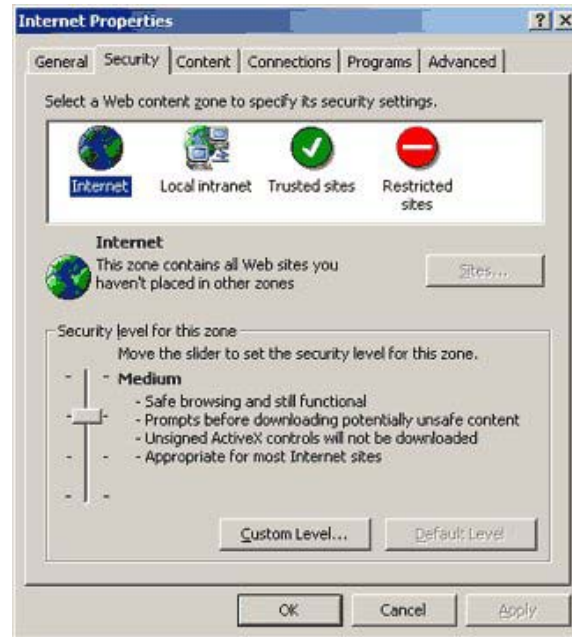 Internet Properties
? X
General Security Content Connections Programs Advanced
Select a Web content zone to specify its security settings.
Internet Local intranet Trusted sites Restricted
sites
Internet
This zone contains all Web sites you
haven't placed in other zones
Sites...
Security level for this zone
Move the slider to set the security level for this zone.
Medium
- Safe browsing and still functional
- Prompts before downloading potentially unsafe content
- Unsigned ActiveX controls will not be downloaded
- Appropriate for most Internet sites
Custom Level... Default Level
OK Cancel Apply